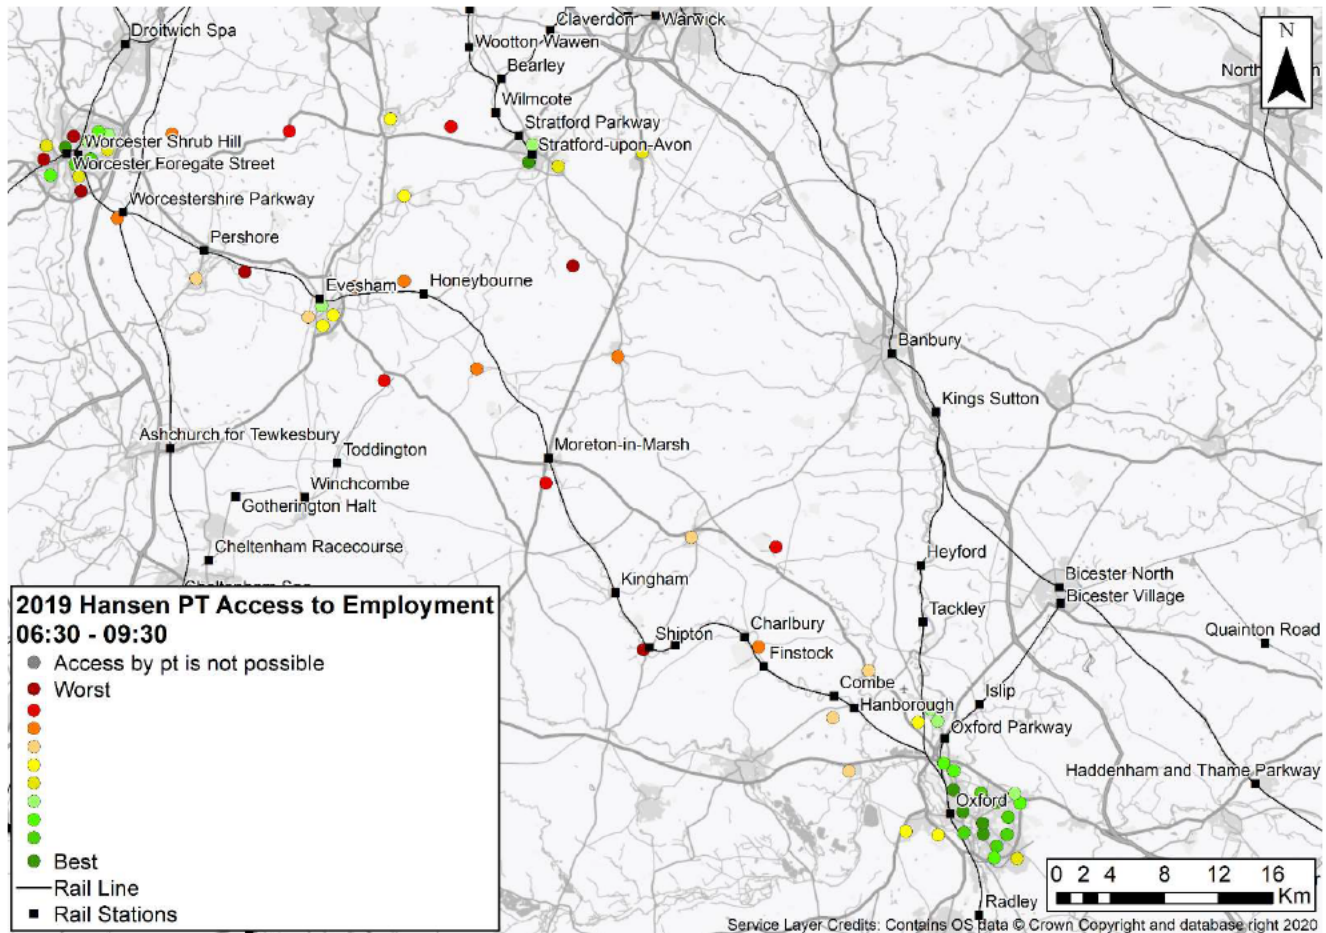 Droitwich Spa
Claverdon
Warwick
Wootton Wawen
Bearley
Wilmcote
Stratford Parkway
Stratford-upon-Avon
N
Worcester Shrub Hill
Worcester Foregate Street
Worcestershire Parkway
Pershore
Evesham
Honeybourne
Banbury
Kings Sutton
Ashchurch for Tewkesbury
Toddington
Moreton-in-Marsh
Winchcombe
Gotherington Halt
Cheltenham Racecourse
Heyford
Kingham
Bicester North
Bicester Village
Tackley
Charlbury
Shipton
Quainton Road
Finstock
Combe
Islip
Hanborough
Oxford Parkway
Haddenham and Thame Parkway
Oxford
Radley
2019 Hansen PT Access to Employment
06:30 - 09:30
Access by pt is not possible
Worst
Best
Rail Line
Rail Stations
0 2 4 8 12 16
Km
Service Layer Credits: Contains OS data © Crown Copyright and database right 2020